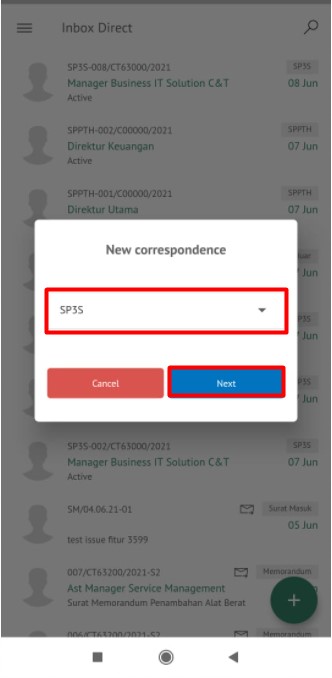 Inbox Direct
SP3S-008/CT63000/2021 SP3S
Manager Business IT Solution C&T 08 Jun
Active
SPPTH-002/C00000/2021 SPPTH
Direktur Keuangan 07 Jun
Active
SPPTH-001/C00000/2021 SPPTH
Direktur Utama 07 Jun
New correspondence
SP3S
Cancel Next
SP3S-002/CT63000/2021 SP3S
Manager Business IT Solution C&T 07 Jun
Active
SM/04.06.21-01 Surat Masuk
05 Jun
test issue fitur 3599
007/CT63200/2021-S2 Memorandum
Ast Manager Service Management
Surat Memorandum Penambahan Alat Berat
006/CT63200/2021-S2 Memorandum